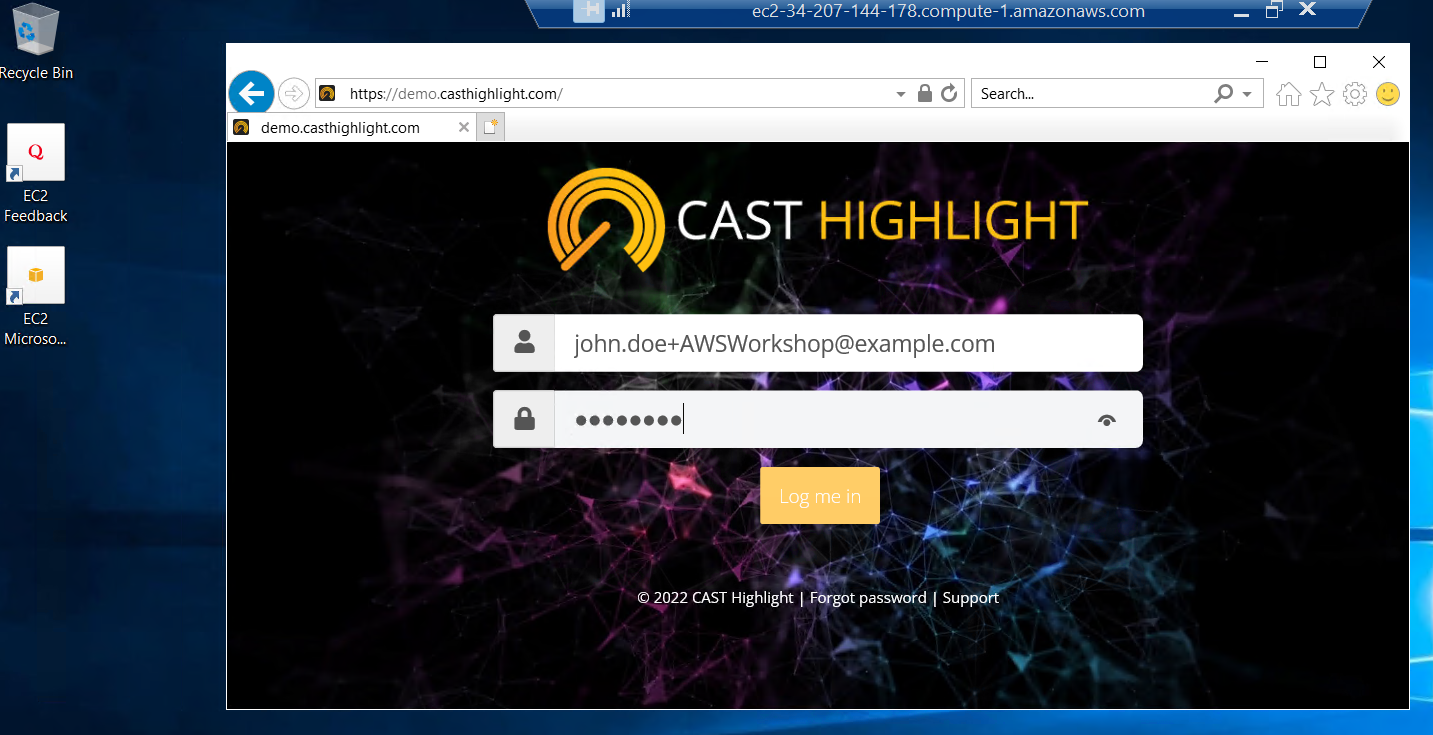 ec2-34-207-144-178.compute-1.amazonaws.com
Recycle Bin
https://demo.casthighlight.com/
Search...
demo.casthighlight.com
Q
EC2
Feedback
CAST HIGHLIGHT
EC2
Microso...
john.doe+AWSWorkshop@example.com
Log me in
© 2022 CAST Highlight | Forgot password | Support